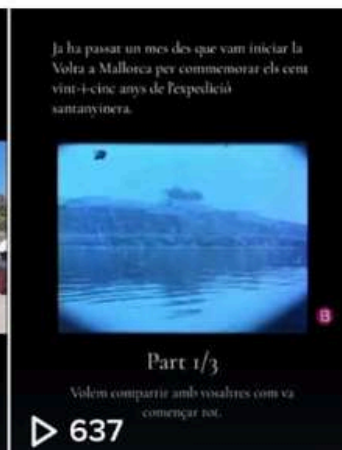 Ja ha passat un mes des que vam iniciar la
Volta a Mallorca per commemorar els cent
vint-i-cinc anys de l'expedició
santanyinera.
B
Part 1/3
Volem compartir amb vosaltres com va
començar tot.
637